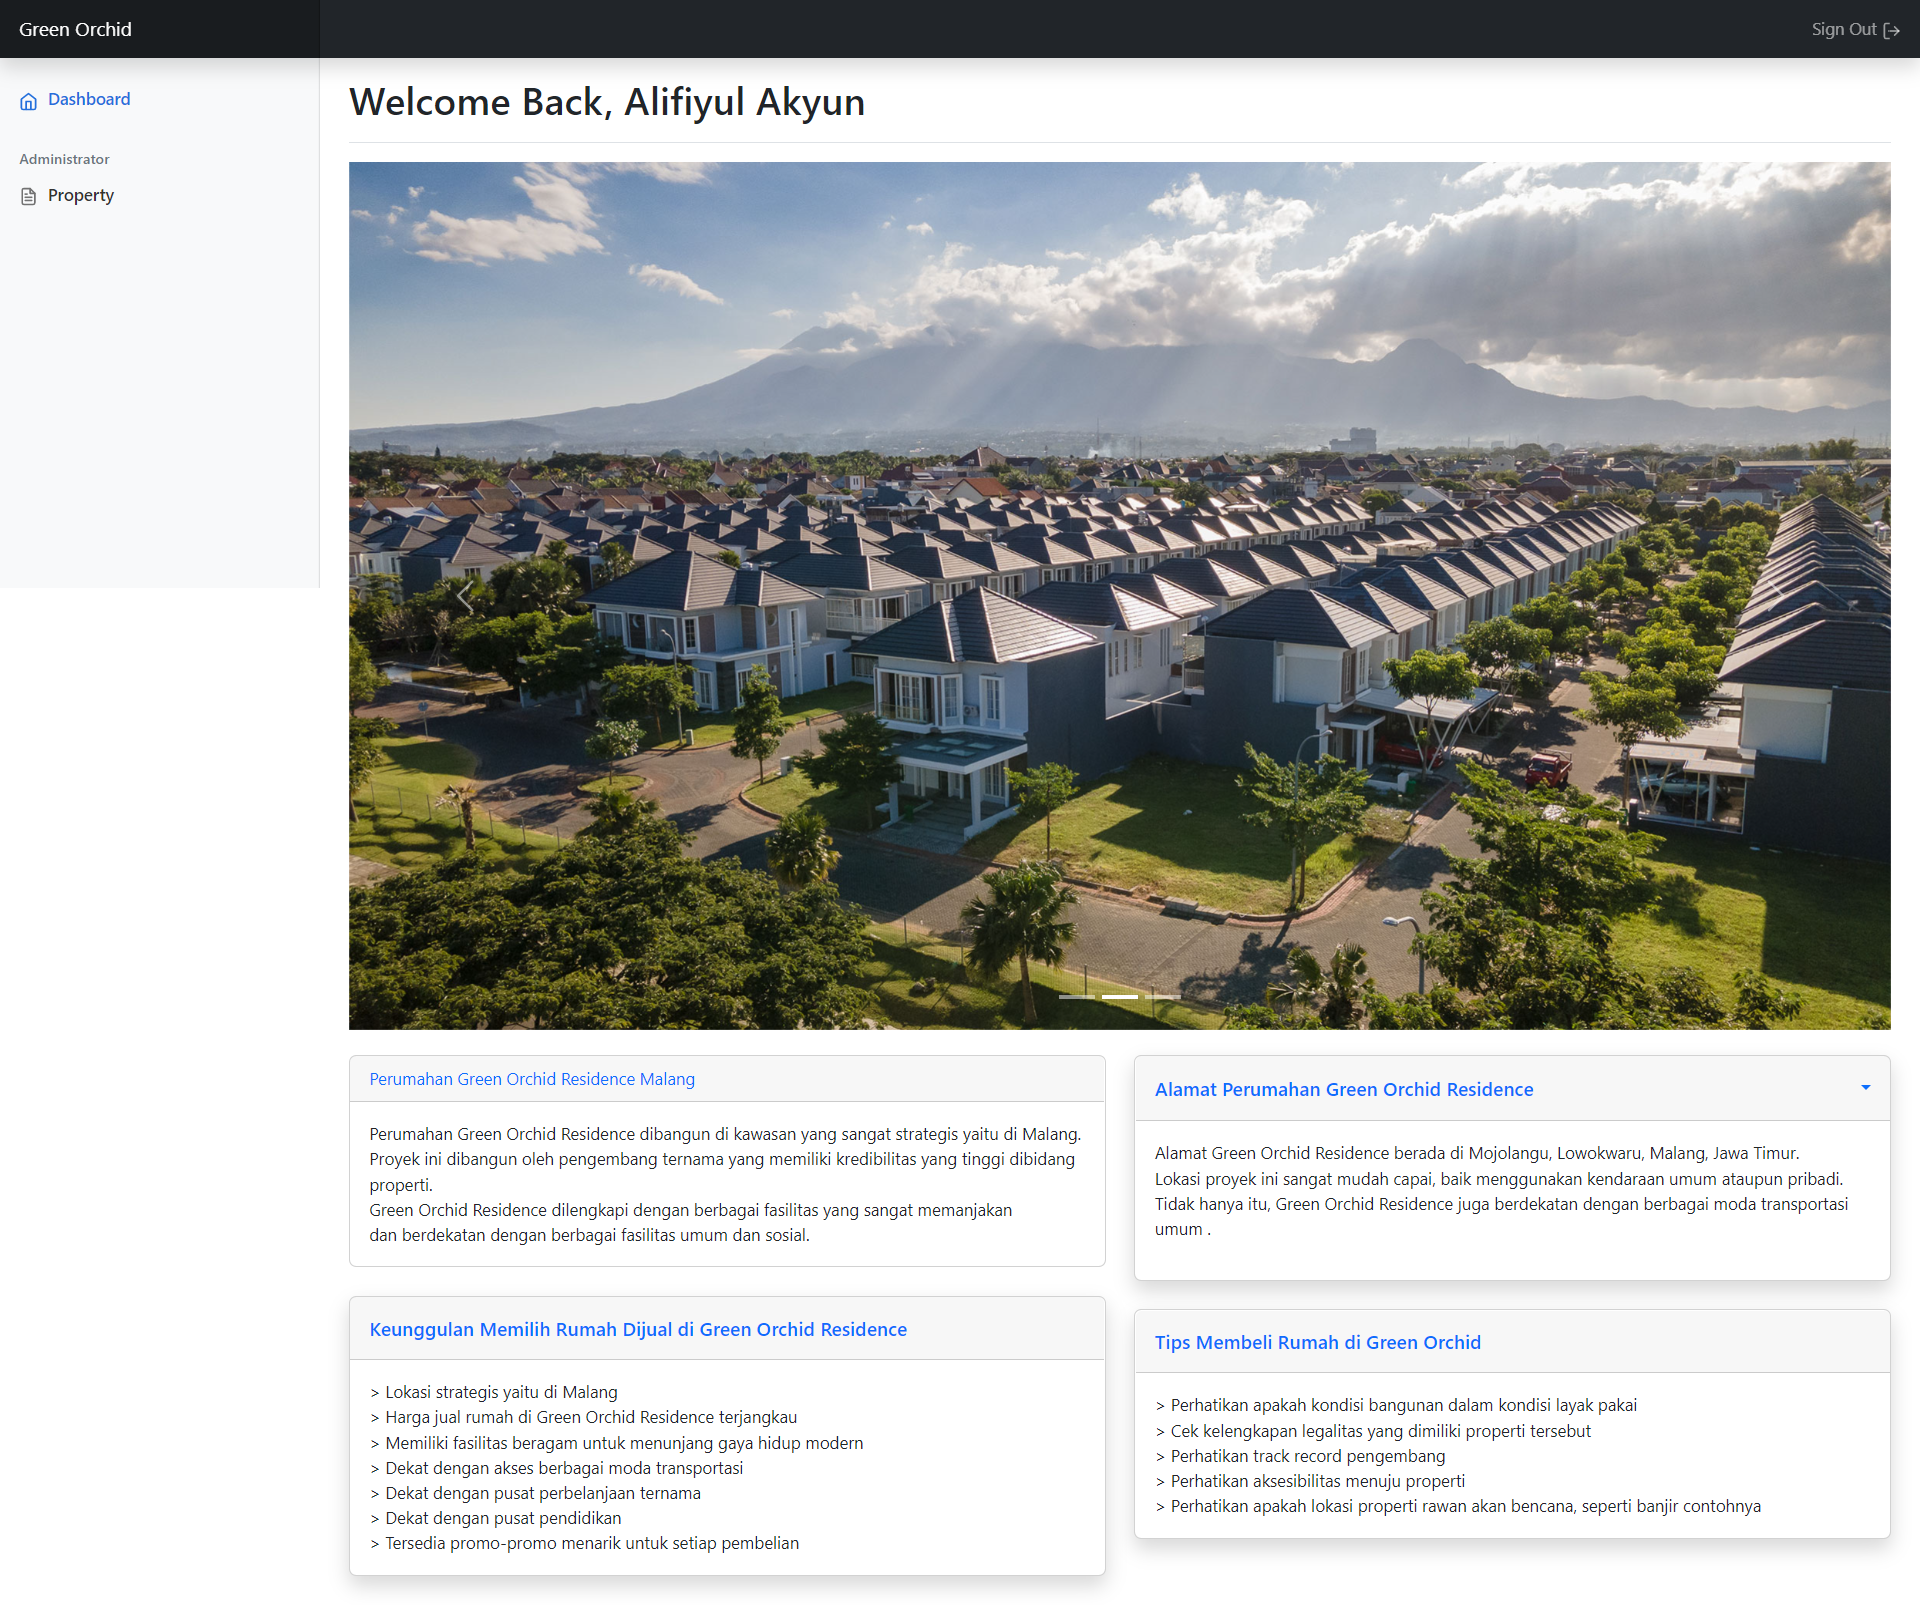 Green Orchid
Sign Out
Dashboard
Administrator
Property
Welcome Back, Alifiyul Akyun
Perumahan Green Orchid Residence Malang
Perumahan Green Orchid Residence dibangun di kawasan yang sangat strategis yaitu di Malang.
Proyek ini dibangun oleh pengembang ternama yang memiliki kredibilitas yang tinggi dibidang
properti.
Green Orchid Residence dilengkapi dengan berbagai fasilitas yang sangat memanjakan
dan berdekatan dengan berbagai fasilitas umum dan sosial.
Alamat Perumahan Green Orchid Residence
Alamat Green Orchid Residence berada di Mojolangu, Lowokwaru, Malang, Jawa Timur.
Lokasi proyek ini sangat mudah capai, baik menggunakan kendaraan umum ataupun pribadi.
Tidak hanya itu, Green Orchid Residence juga berdekatan dengan berbagai moda transportasi
umum .
Keunggulan Memilih Rumah Dijual di Green Orchid Residence
> Lokasi strategis yaitu di Malang
> Harga jual rumah di Green Orchid Residence terjangkau
> Memiliki fasilitas beragam untuk menunjang gaya hidup modern
> Dekat dengan akses berbagai moda transportasi
> Dekat dengan pusat perbelanjaan ternama
> Dekat dengan pusat pendidikan
> Tersedia promo-promo menarik untuk setiap pembelian
Tips Membeli Rumah di Green Orchid
> Perhatikan apakah kondisi bangunan dalam kondisi layak pakai
> Cek kelengkapan legalitas yang dimiliki properti tersebut
> Perhatikan track record pengembang
> Perhatikan aksesibilitas menuju properti
> Perhatikan apakah lokasi properti rawan akan bencana, seperti banjir contohnya